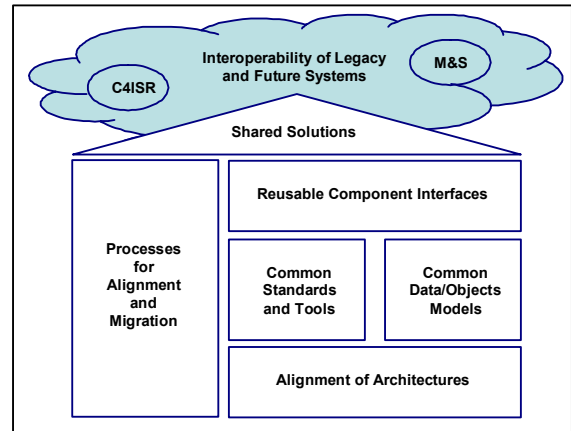 Interoperability of Legacy
and Future Systems
M&S
C4ISR
Shared Solutions
Processes
for
Alignment
and
Migration
Reusable Component Interfaces
Common
Standards
and Tools
Common
Data/Objects
Models
Alignment of Architectures